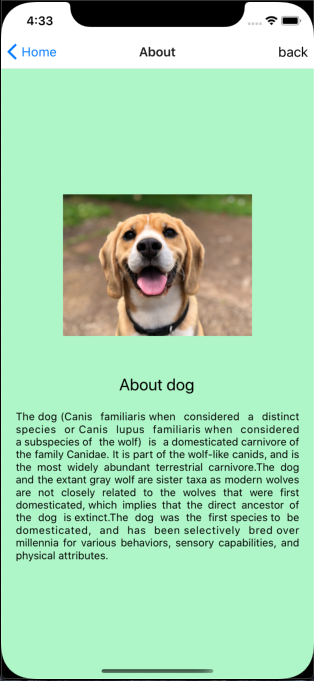 4:33
Home About back
About dog
The dog (Canis familiaris when considered a distinct
species or Canis lupus familiaris when considered
a subspecies of the wolf) is a domesticated carnivore of
the family Canidae. It is part of the wolf-like canids, and is
the most widely abundant terrestrial carnivore.The dog
and the extant gray wolf are sister taxa as modern wolves
are not closely related to the wolves that were first
domesticated, which implies that the direct ancestor of
the dog is extinct.The dog was the first species to be
domesticated, and has been selectively bred over
millennia for various behaviors, sensory capabilities, and
physical attributes.